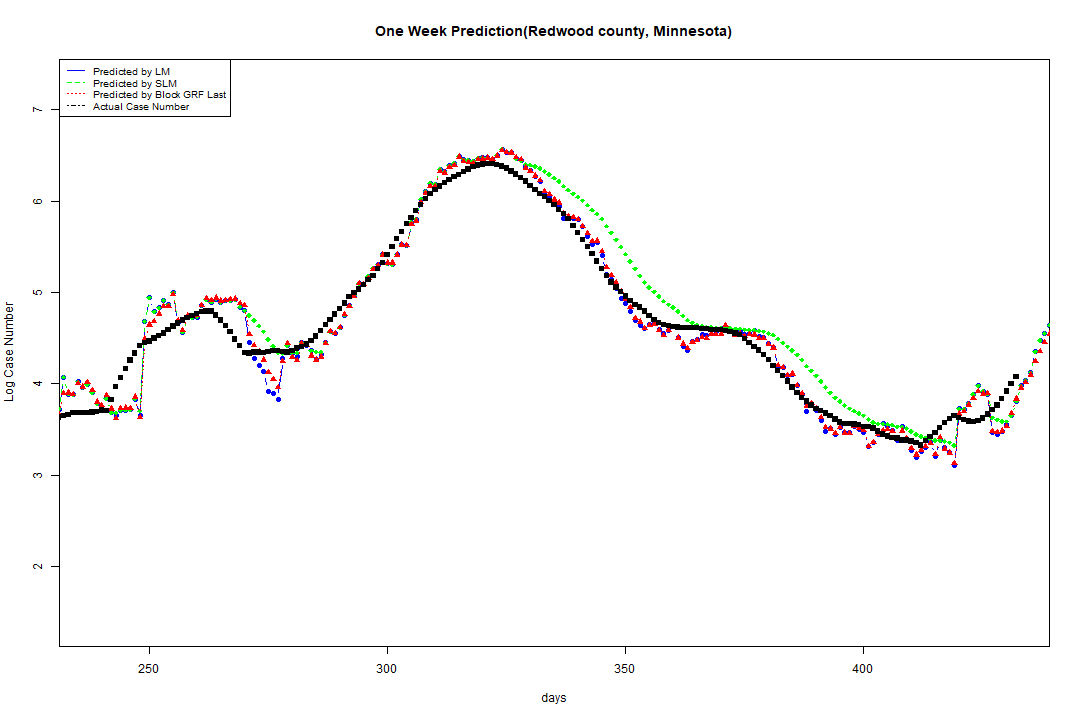 One Week Prediction(Redwood county, Minnesota)
Predicted by LM
Predicted by SLM
Predicted by Block GRF Last
Actual Case Number
7
6
5
4
3
2
Log Case Number
250 300 350 400
days